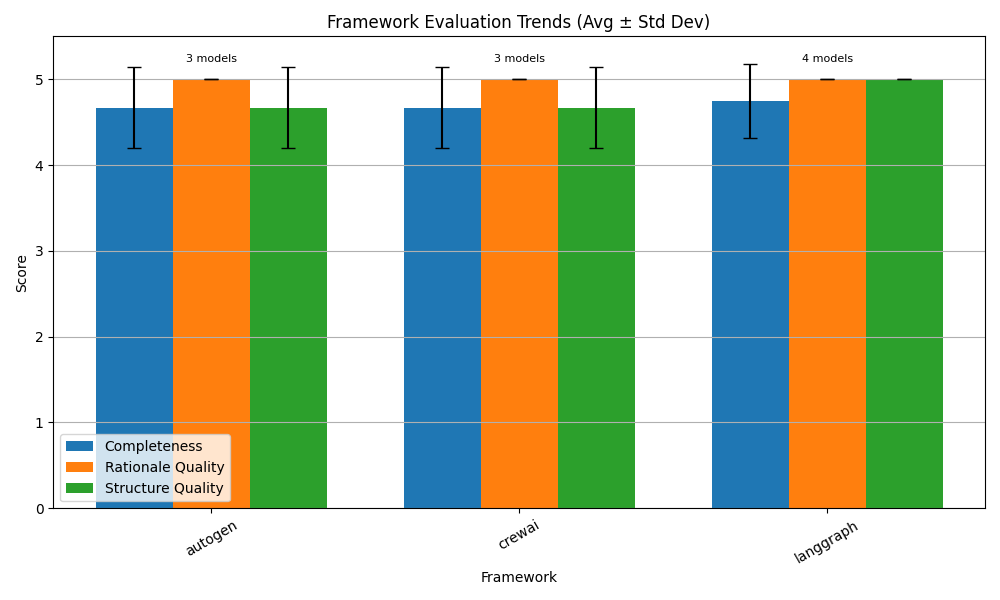 Framework Evaluation Trends (Avg ± Std Dev)
3 models
3 models
4 models
5
4
3
2
1
0
Score
Completeness
Rationale Quality
Structure Quality
autogen
crewai
langgraph
Framework